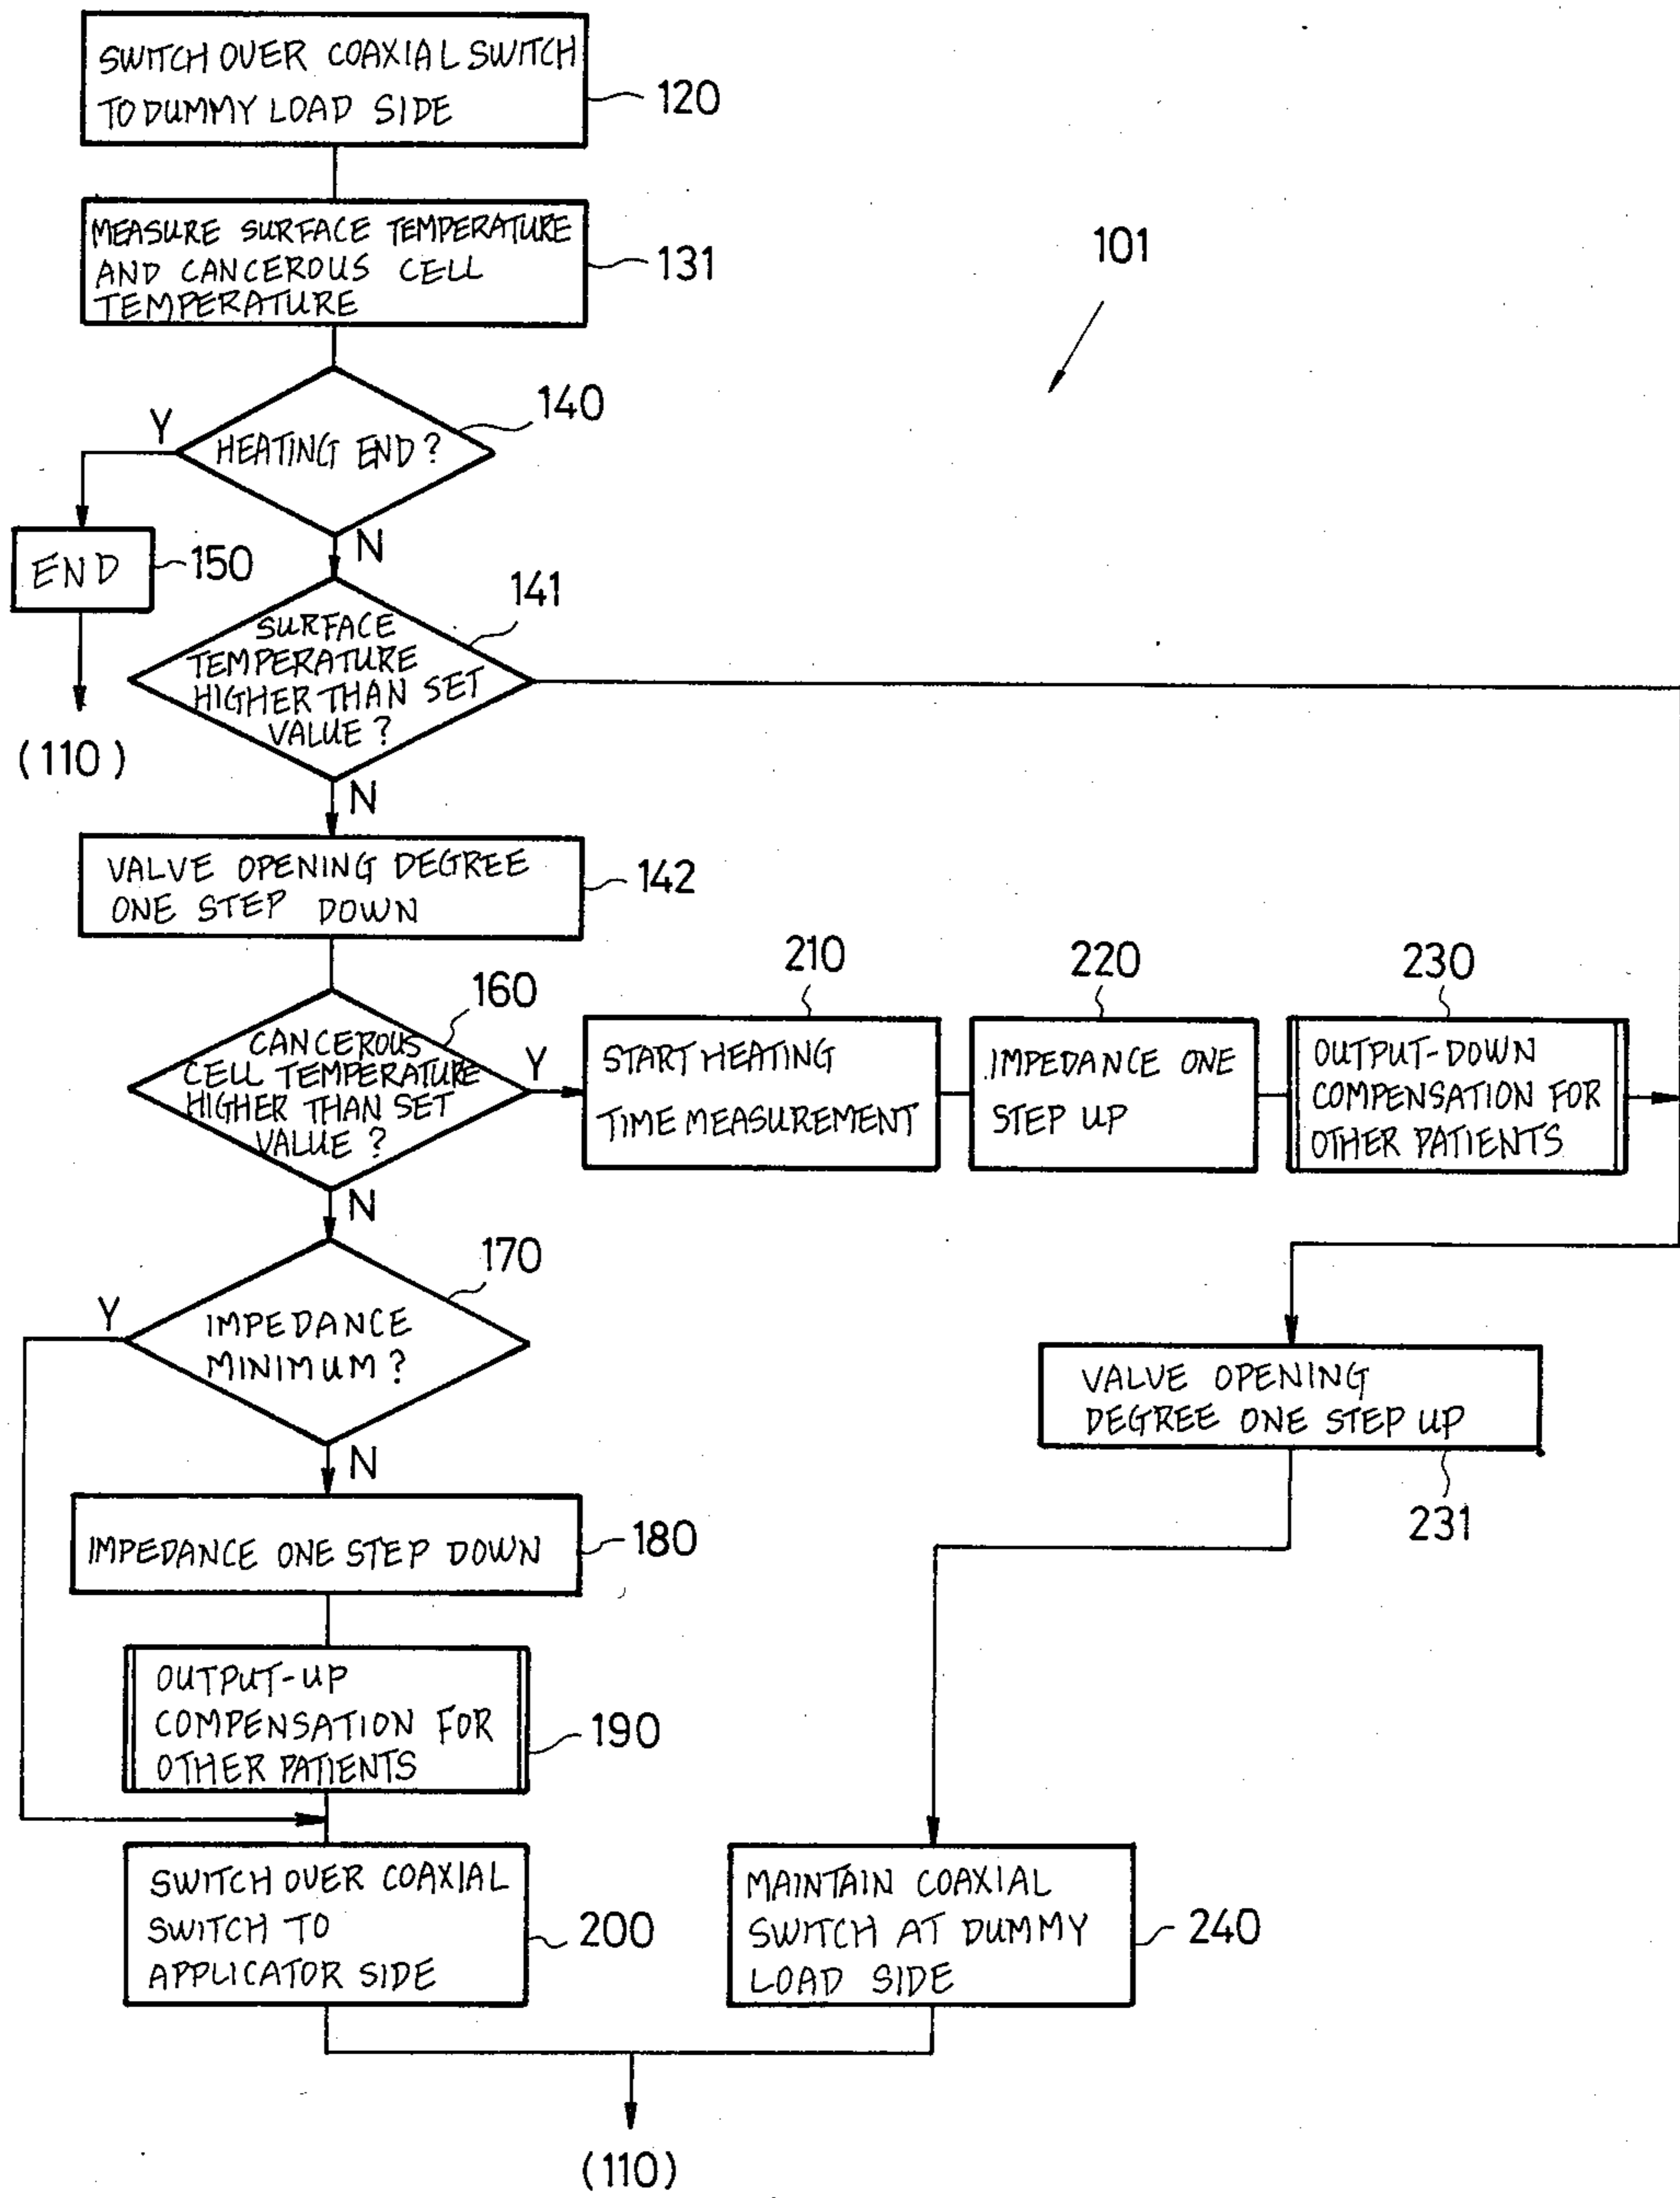 SWITCH OVER COAXIAL SWITCH
TO DUMMY LOAD SIDE
120
MEASURE SURFACE TEMPERATURE
AND CANCEROUS CELL
TEMPERATURE
131
101
140
Y
HEATING END?
N
END
150
(110)
141
SURFACE
TEMPERATURE
HIGHER THAN SET
VALUE?
N
VALVE OPENING DEGREE
ONE STEP DOWN
142
160
CANCEROUS
CELL TEMPERATURE
HIGHER THAN SET
VALUE?
Y
N
210
START HEATING
TIME MEASUREMENT
220
IMPEDANCE ONE
STEP UP
230
OUTPUT-DOWN
COMPENSATION FOR
OTHER PATIENTS
170
Y
IMPEDANCE
MINIMUM?
N
VALVE OPENING
DEGREE ONE STEP UP
231
IMPEDANCE ONE STEP DOWN
180
OUTPUT-UP
COMPENSATION FOR
OTHER PATIENTS
190
SWITCH OVER COAXIAL
SWITCH TO
APPLICATOR SIDE
200
MAINTAIN COAXIAL
SWITCH AT DUMMY
LOAD SIDE
240
(110)